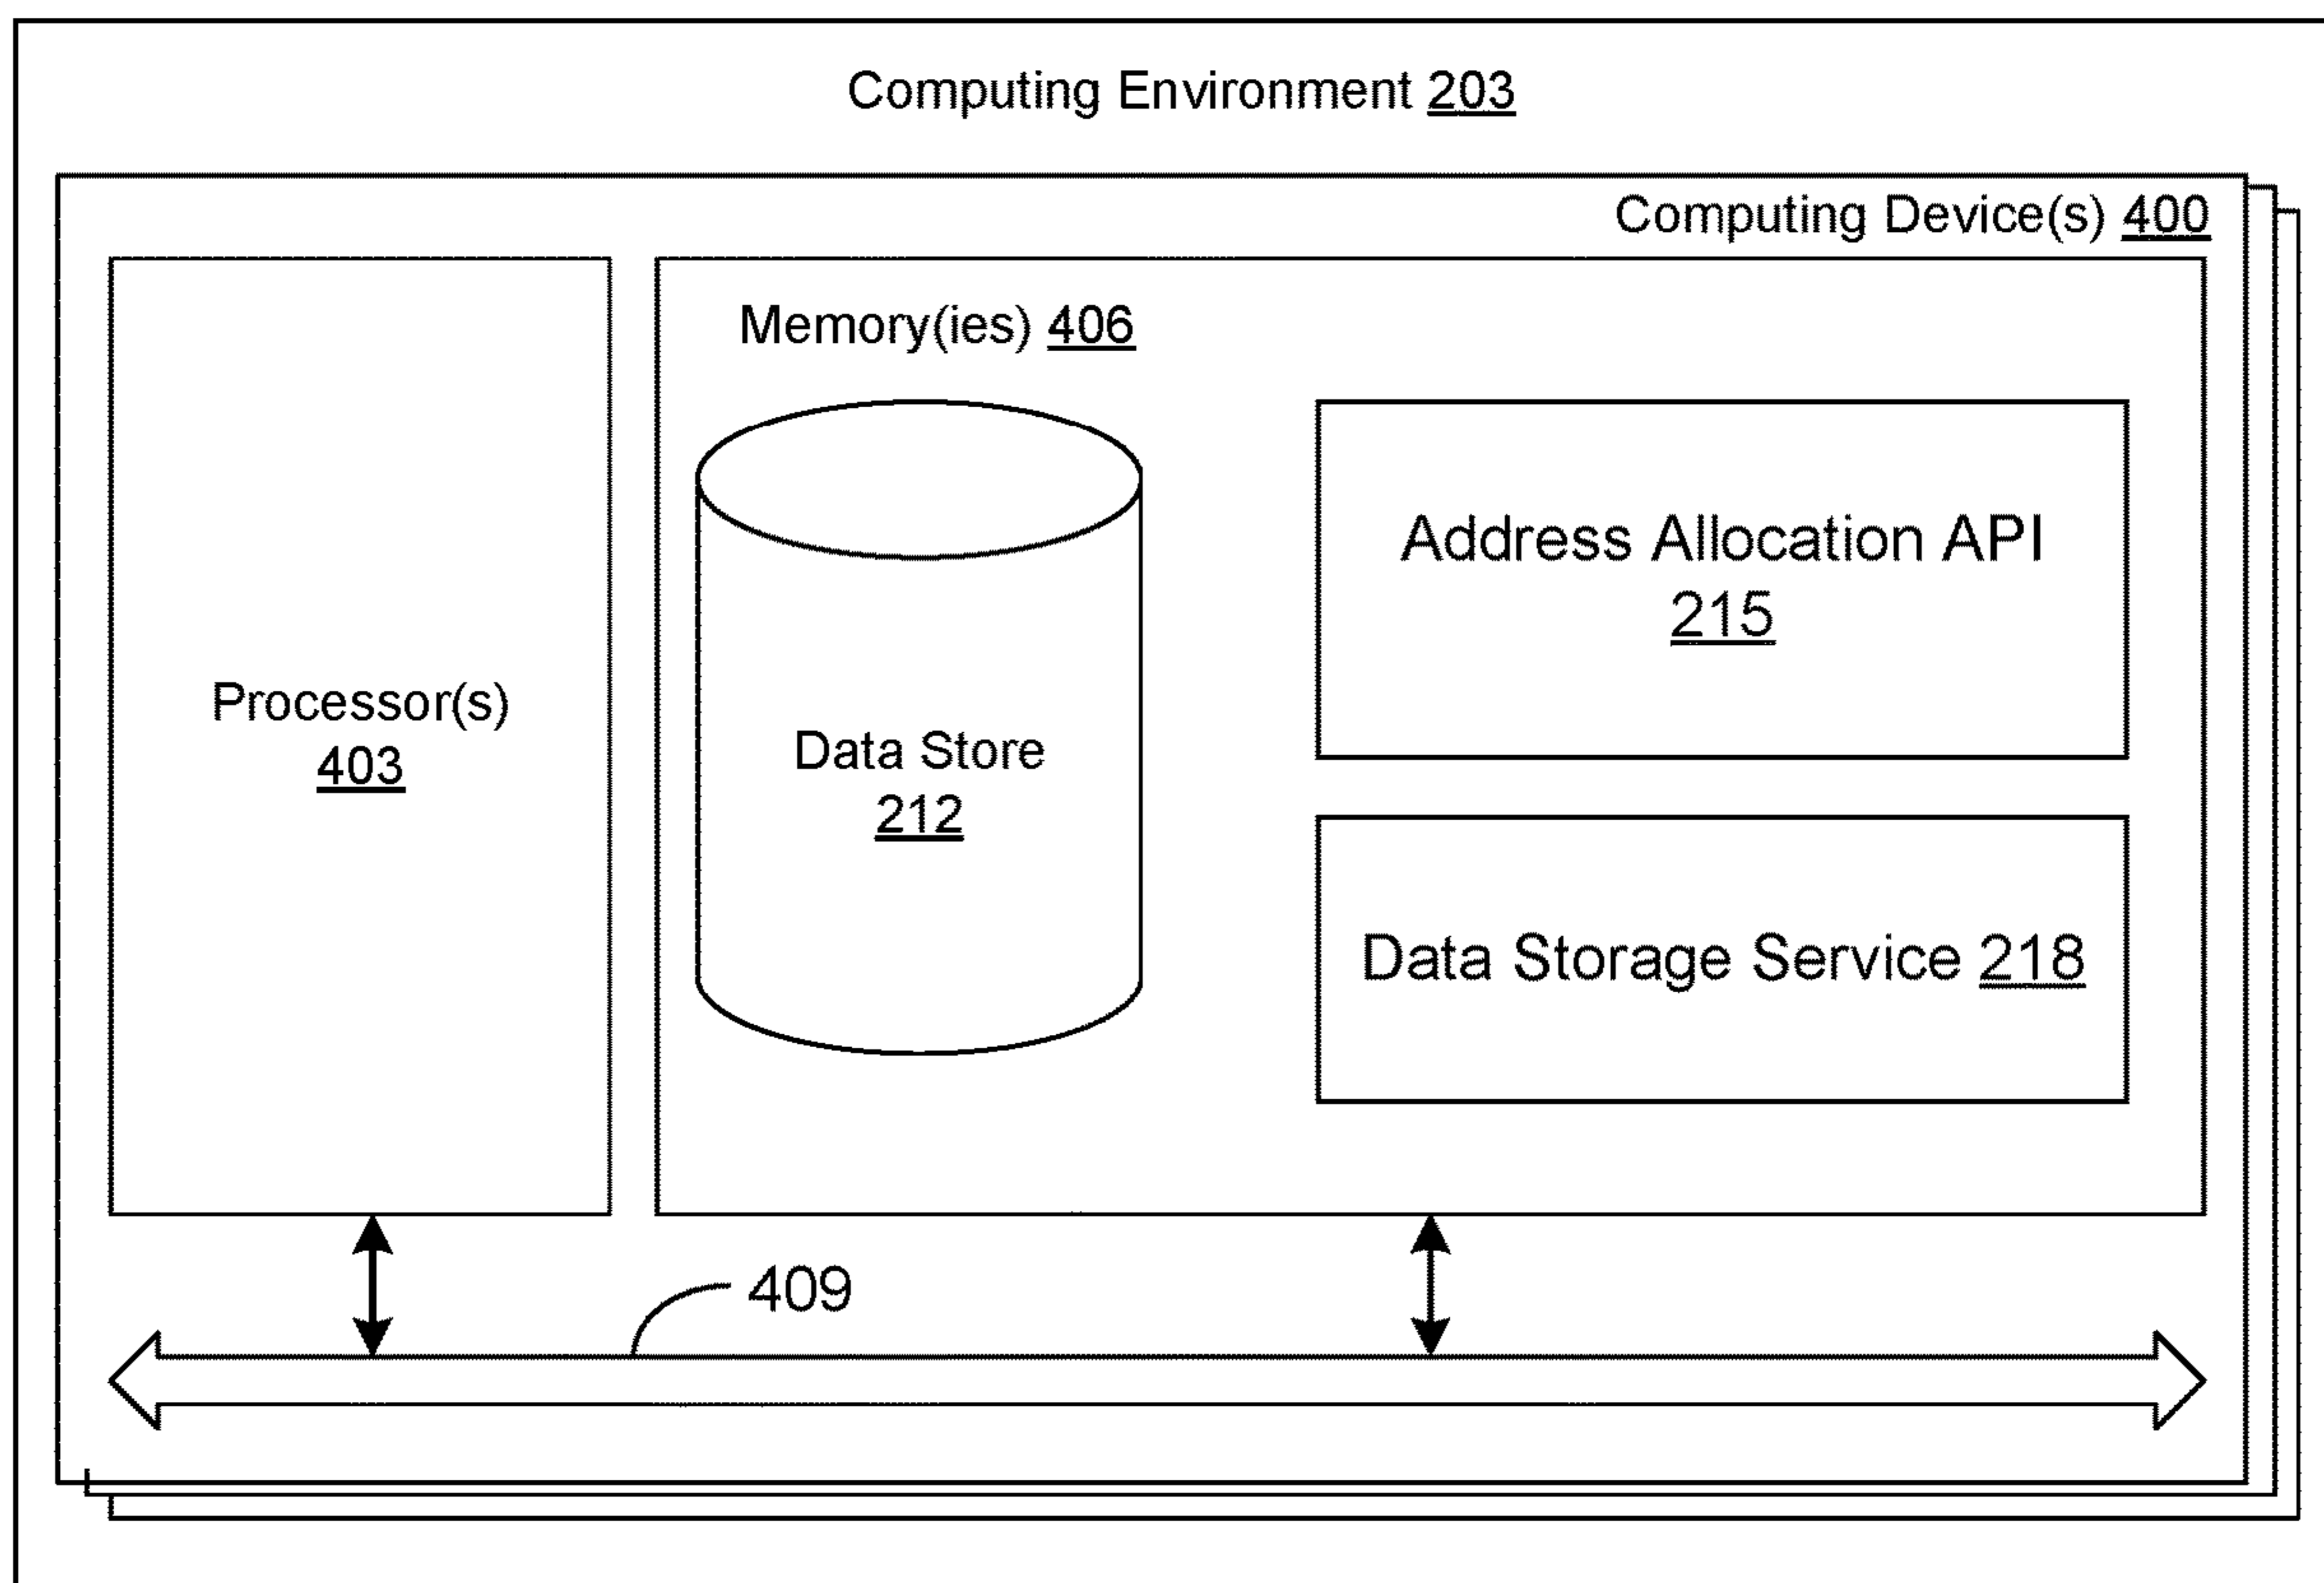 Computing Environment 203
Computing Device(s) 400
Memory(ies) 406
Address Allocation API
215
Processor(s)
403
Data Store
212
Data Storage Service 218
409